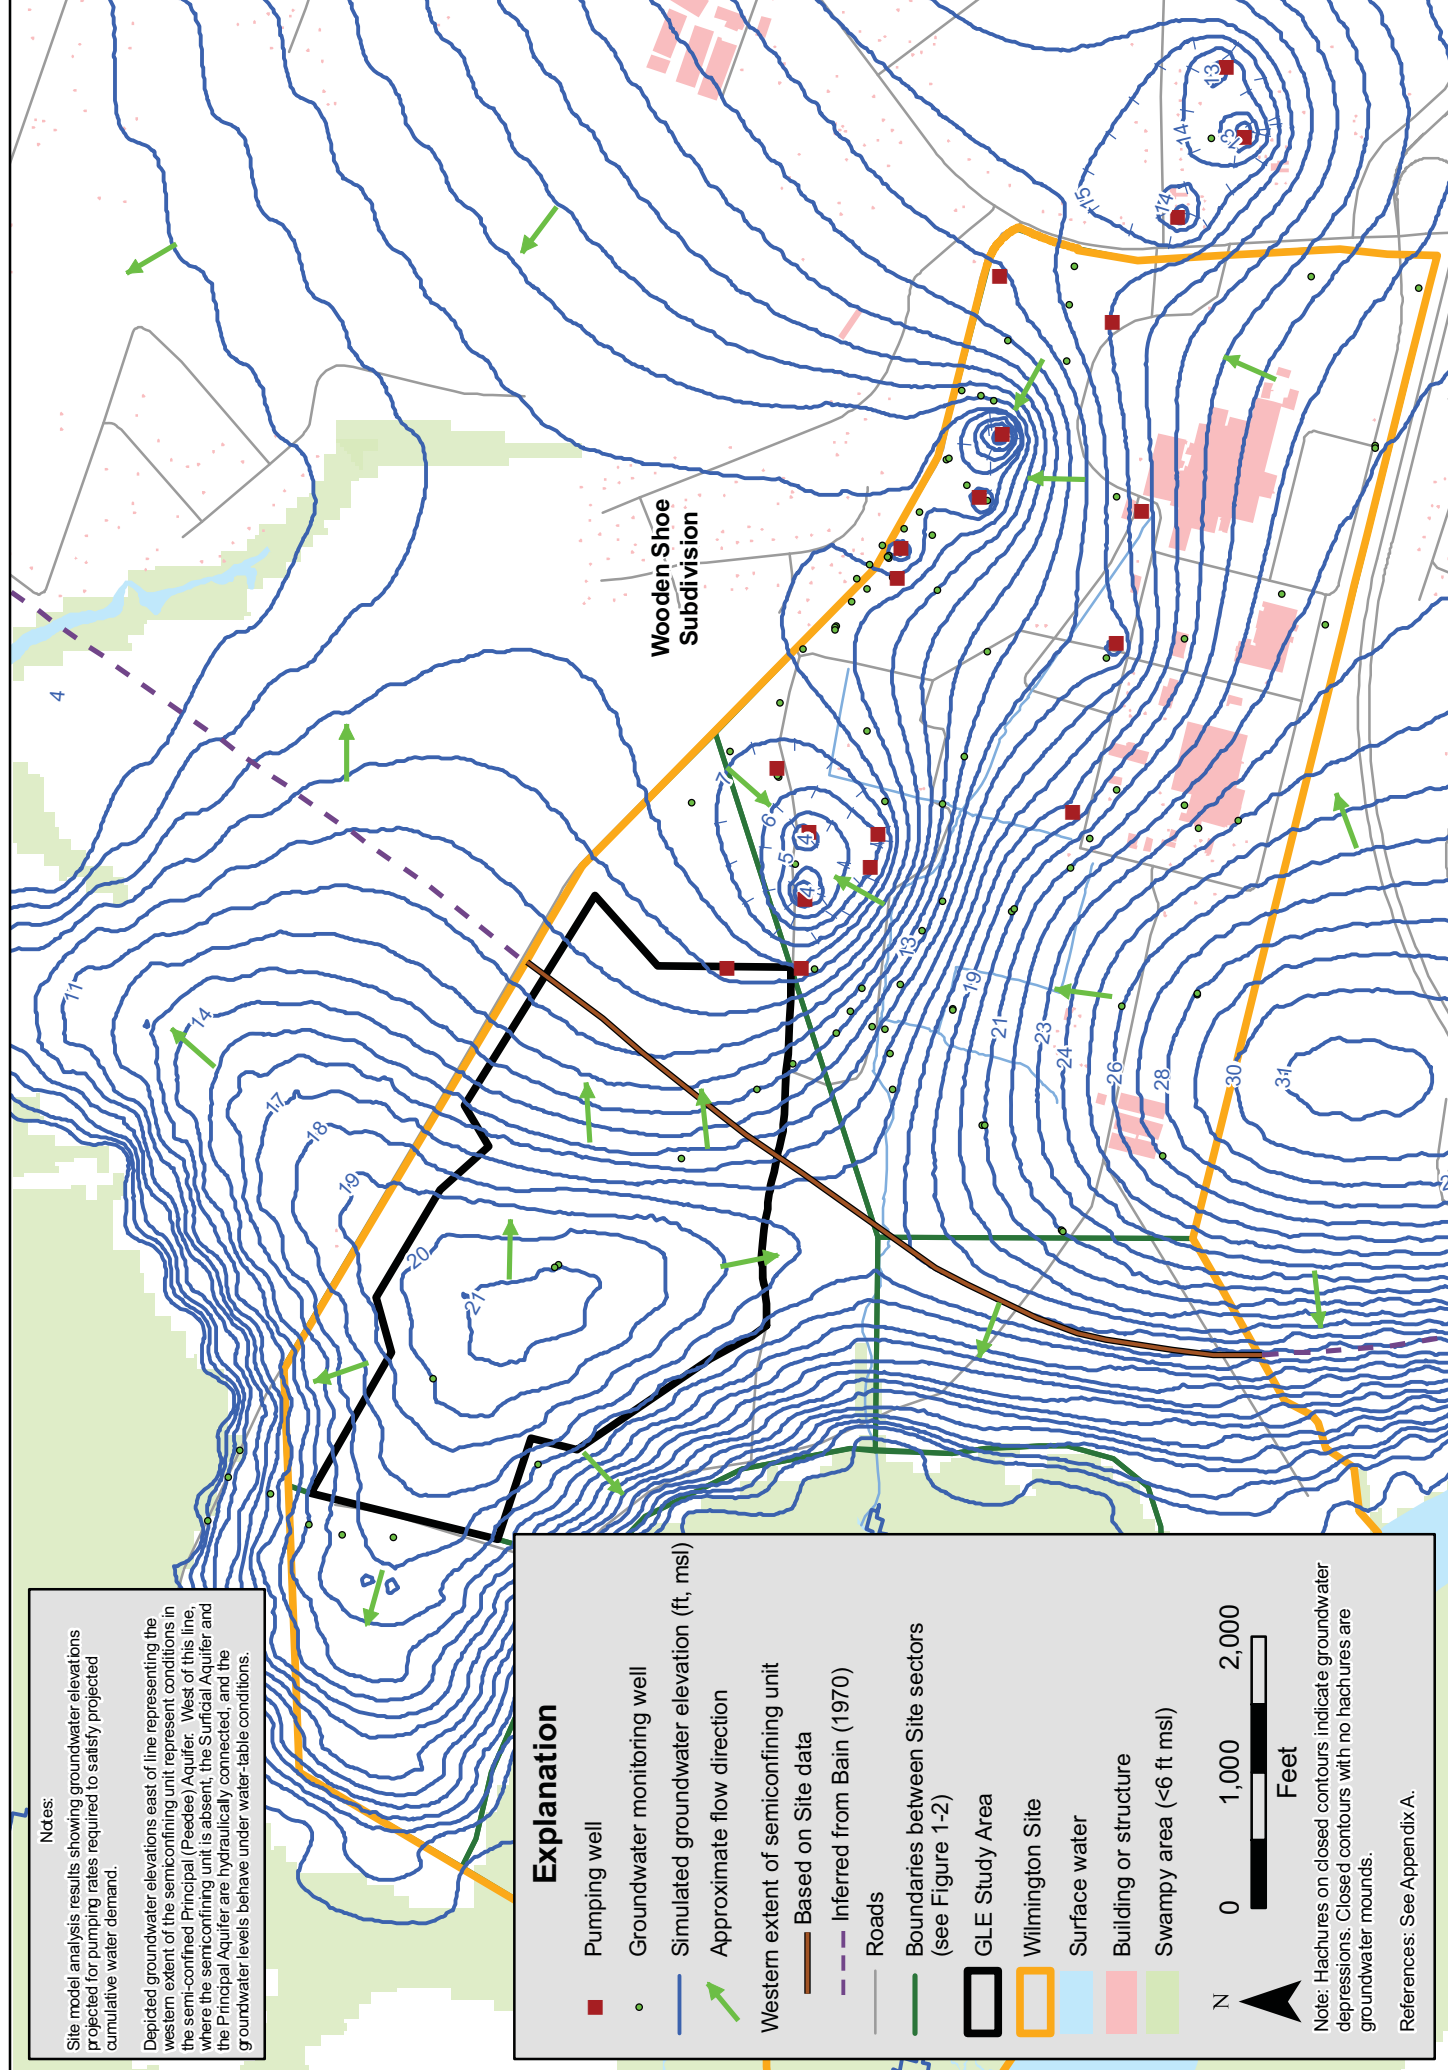 Notes:
Site model analysis results showing groundwater elevations
projected for pumping rates required to satisfy projected
cumulative water demand.
Depicted groundwater elevations east of line representing the
western extent of the semiconfining unit represent conditions in
the semi-confined Principal (Peedee) Aquifer. West of this line,
where the semiconfining unit is absent, the Surficial Aquifer and
the Principal Aquifer are hydraulically connected, and the
groundwater levels behave under water-table conditions.
Explanation
Pumping well
Groundwater monitoring well
Simulated groundwater elevation (ft, msl)
Approximate flow direction
Western extent of semiconfining unit
Based on Site data
Inferred from Bain (1970)
Roads
Boundaries between Site sectors
(see Figure 1-2)
GLE Study Area
Wilmington Site
Surface water
Building or structure
Swampy area (<6 ft msl)
N
0
1,000
2,000
Feet
Note: Hachures on closed contours indicate groundwater
depressions. Closed contours with no hachures are
groundwater mounds.
References: See Appendix A.
Wooden Shoe
Subdivision
4
11
14
17
18
19
20
21
7
6
5
4
4
13
19
21
23
24
26
28
30
31
15
14
14
13
13